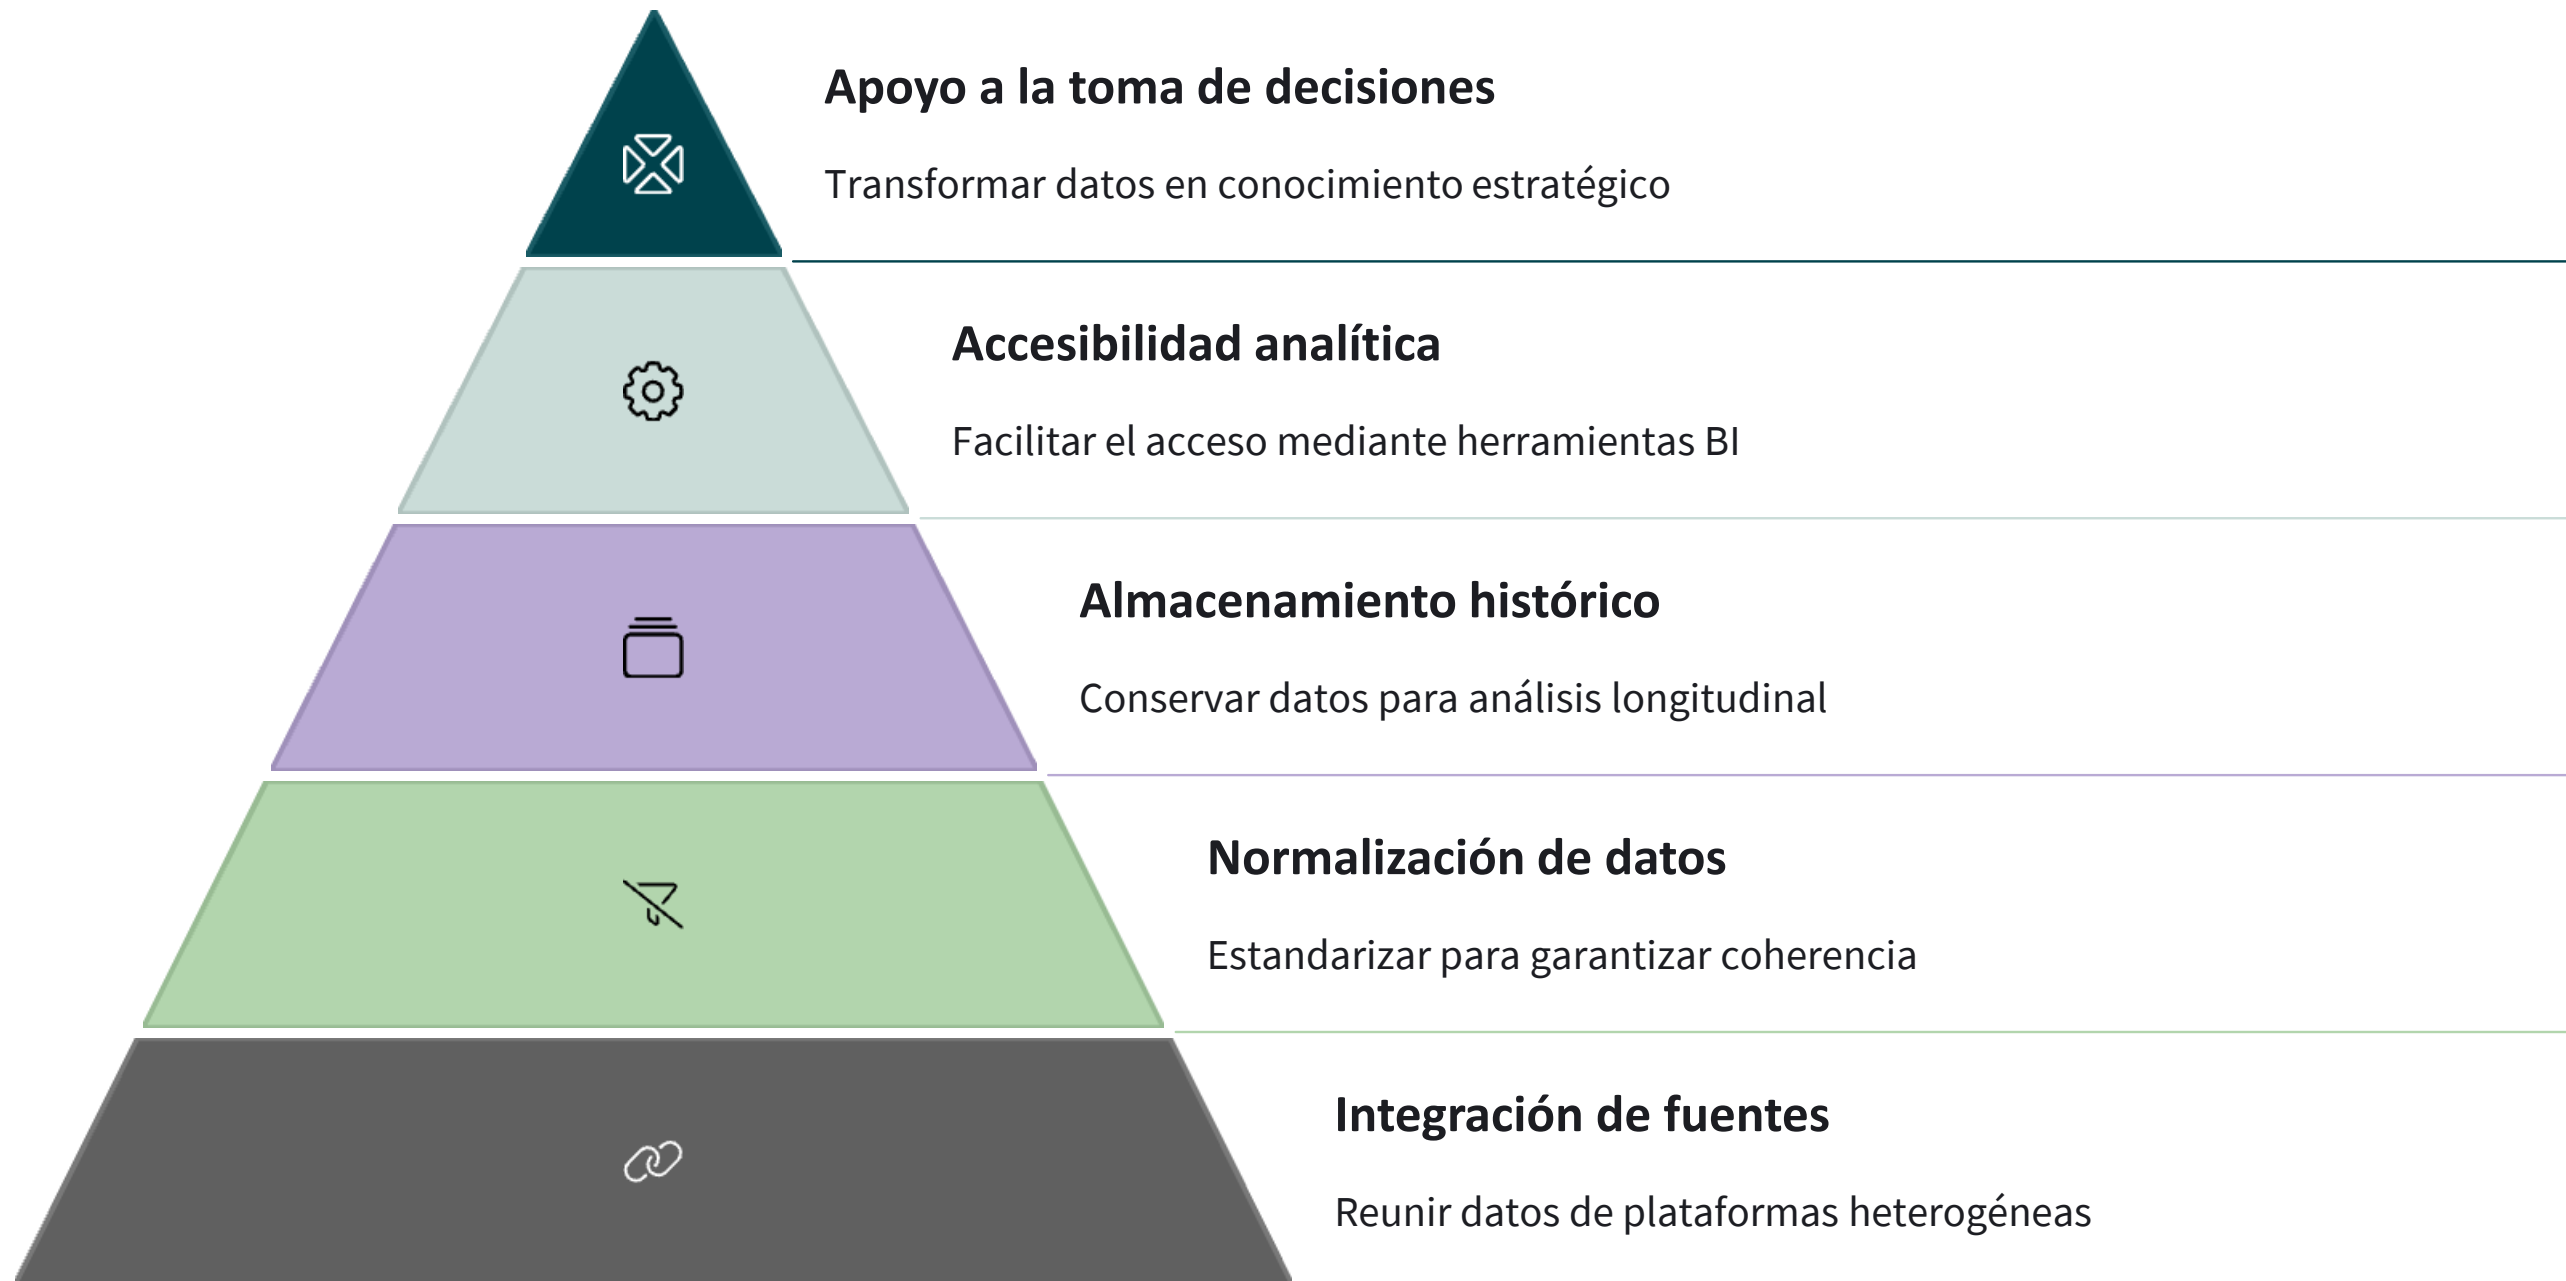 Apoyo a la toma de decisiones
Transformar datos en conocimiento estratégico
Accesibilidad analítica
Facilitar el acceso mediante herramientas BI
Almacenamiento histórico
Conservar datos para análisis longitudinal
Normalización de datos
Estandarizar para garantizar coherencia
Integración de fuentes
Reunir datos de plataformas heterogéneas